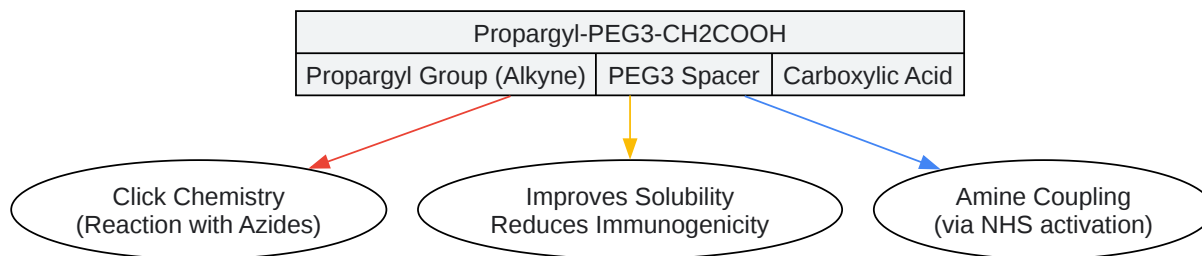 Propargyl-PEG3-CH2COOH
Propargyl Group (Alkyne)
PEG3 Spacer
Carboxylic Acid
Click Chemistry
(Reaction with Azides)
Improves Solubility
Reduces Immunogenicity
Amine Coupling
(via NHS activation)